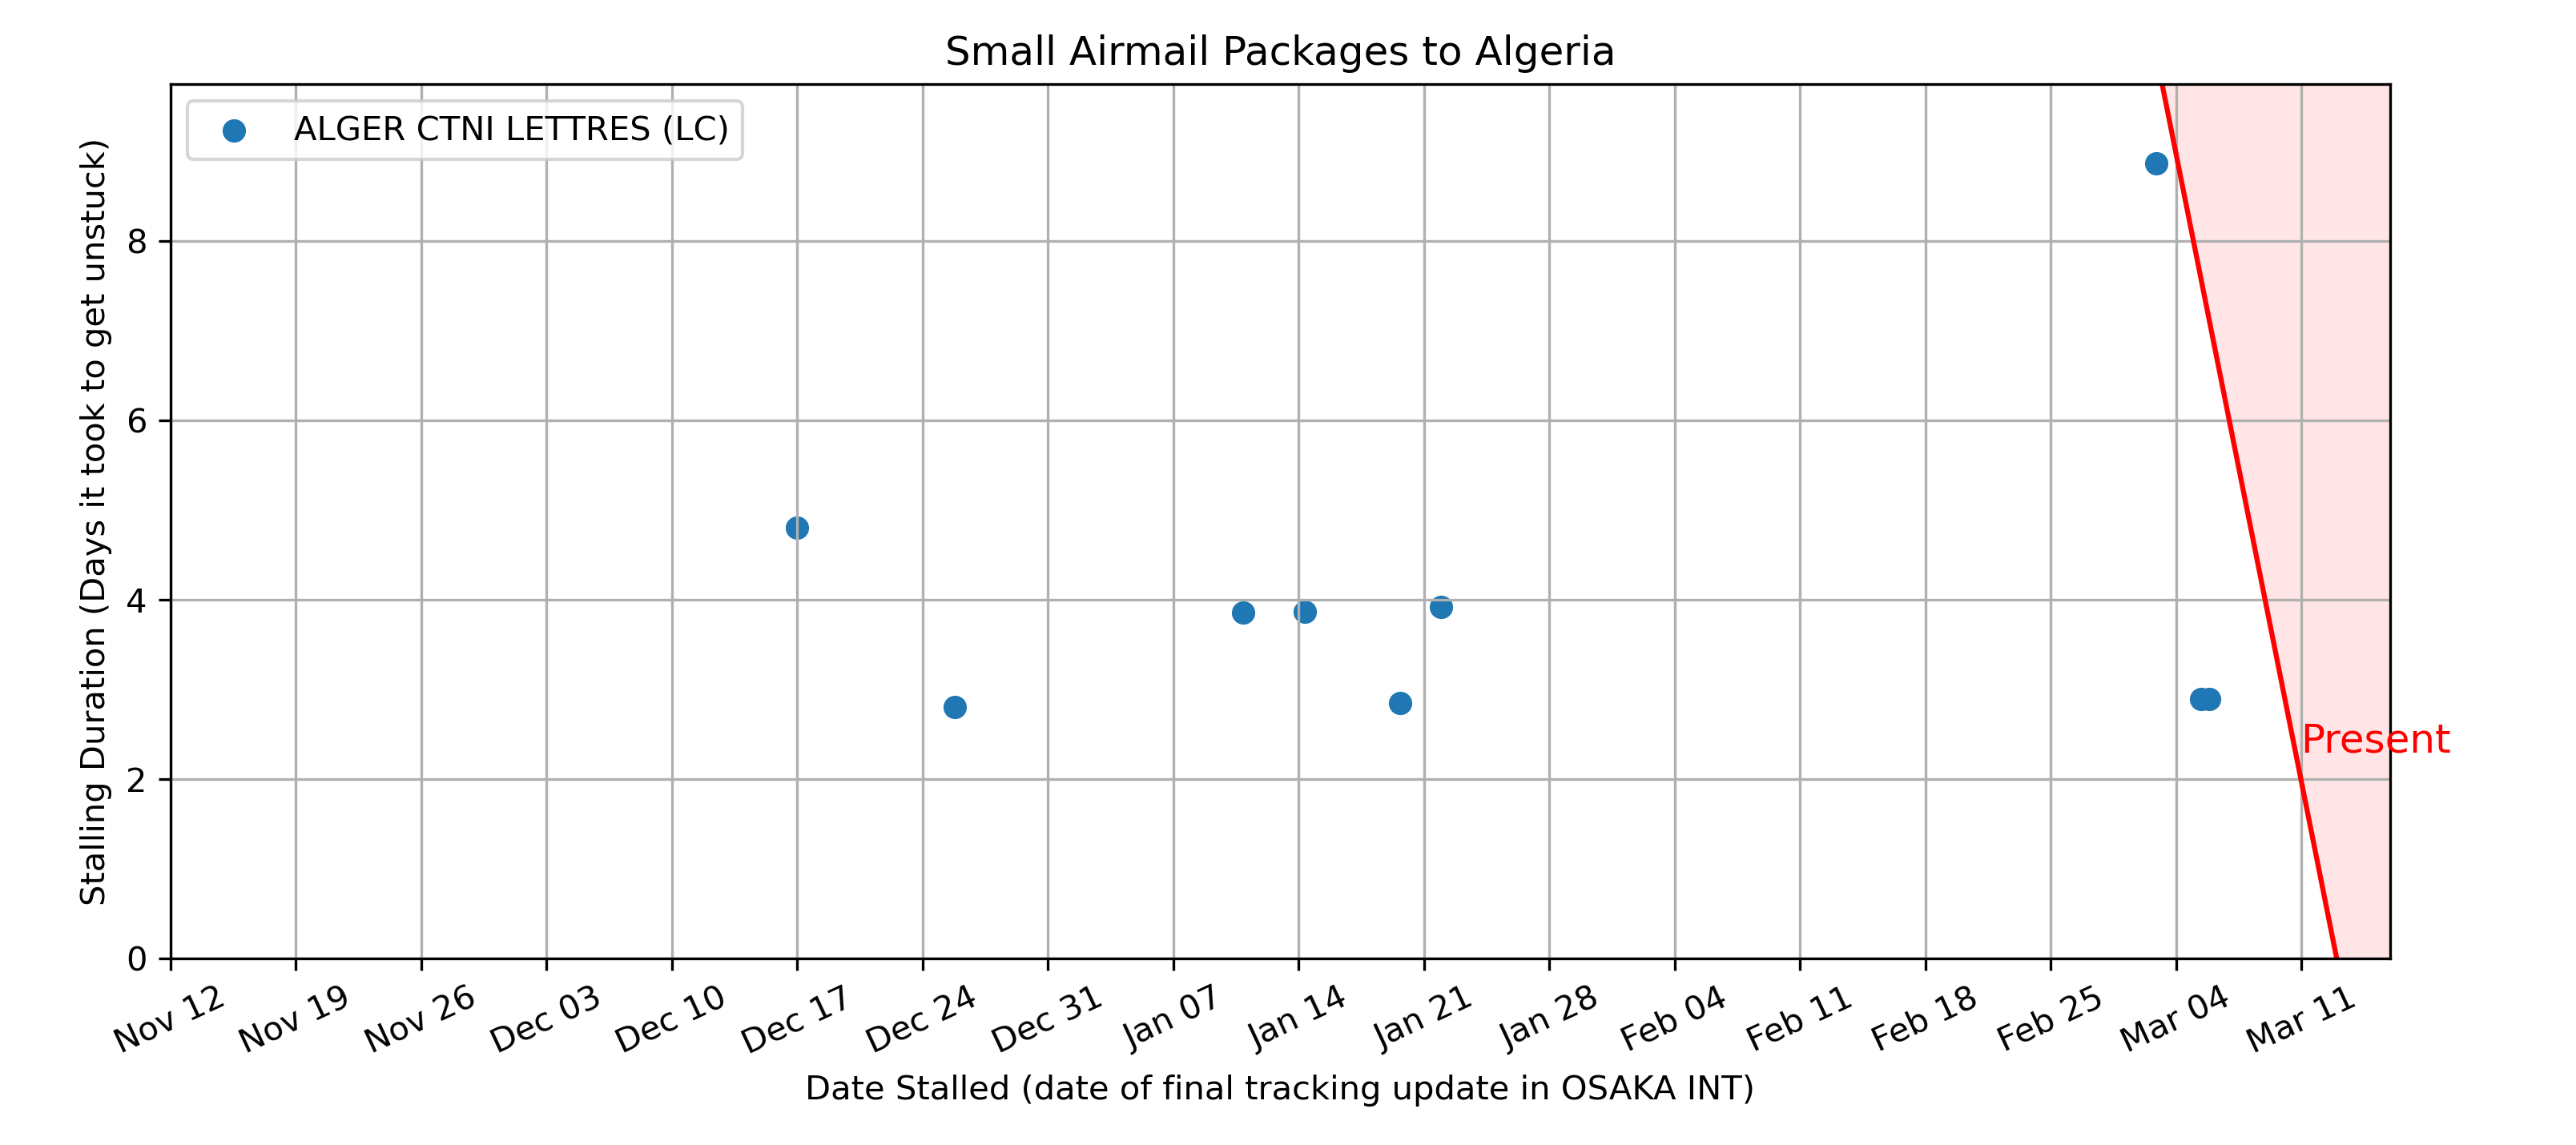 Small Airmail Packages to Algeria
ALGER CTNI LETTRES (LC)
Stalling Duration (Days it took to get unstuck)
8
6
4
2
0
Present
Nov 12
Nov 19
Nov 26
Dec 03
Dec 10
Dec 17
Dec 24
Dec 31
Jan 07
Jan 14
Jan 21
Jan 28
Feb 04
Feb 11
Feb 18
Feb 25
Mar 04
Mar 11
Date Stalled (date of final tracking update in OSAKA INT)